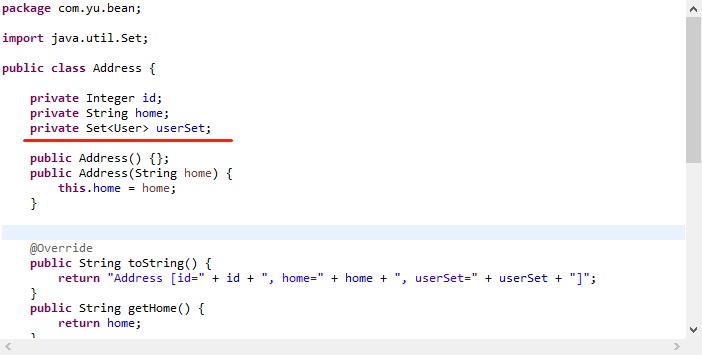 package com.yu.bean;
import java.util.Set;
public class Address {
private Integer id;
private String home;
private Set<User> userSet;
public Address() {};
public Address(String home) {
this.home = home;
}
@Override
public String toString() {
return "Address [id=" + id + ", home=" + home + ", userSet=" + userSet + "]";
}
public String getHome() {
return home;
}